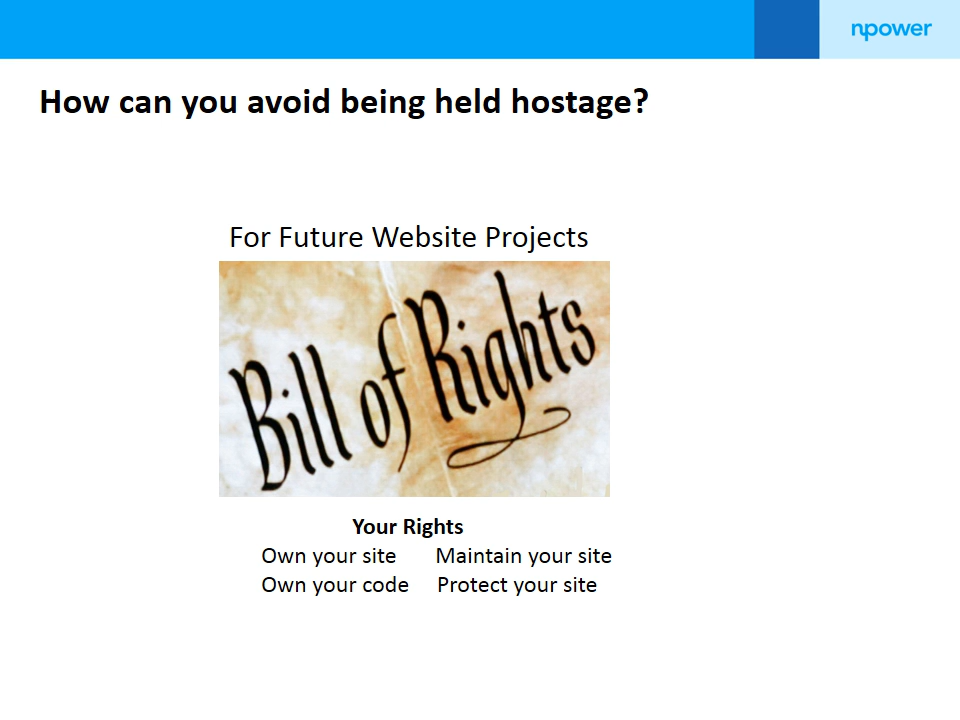 npower
How can you avoid being held hostage?
For Future Website Projects
Bill of Rights
Your Rights
Own your site Maintain your site
Own your code Protect your site